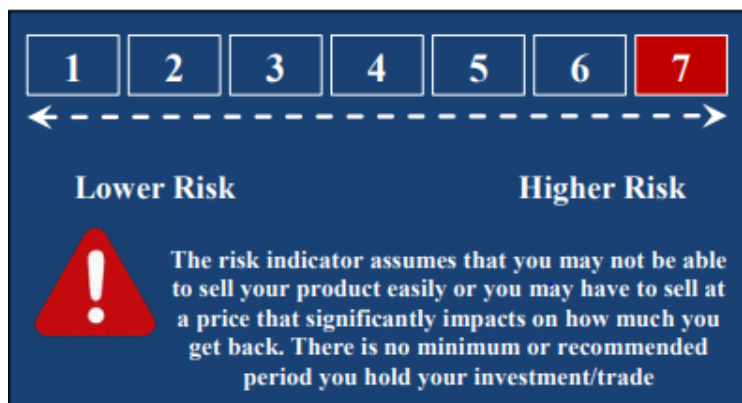 1 2 3 4 5 6 7
Lower Risk Higher Risk
The risk indicator assumes that you may not be able
to sell your product easily or you may have to sell at
a price that significantly impacts on how much you
get back. There is no minimum or recommended
period you hold your investment/trade